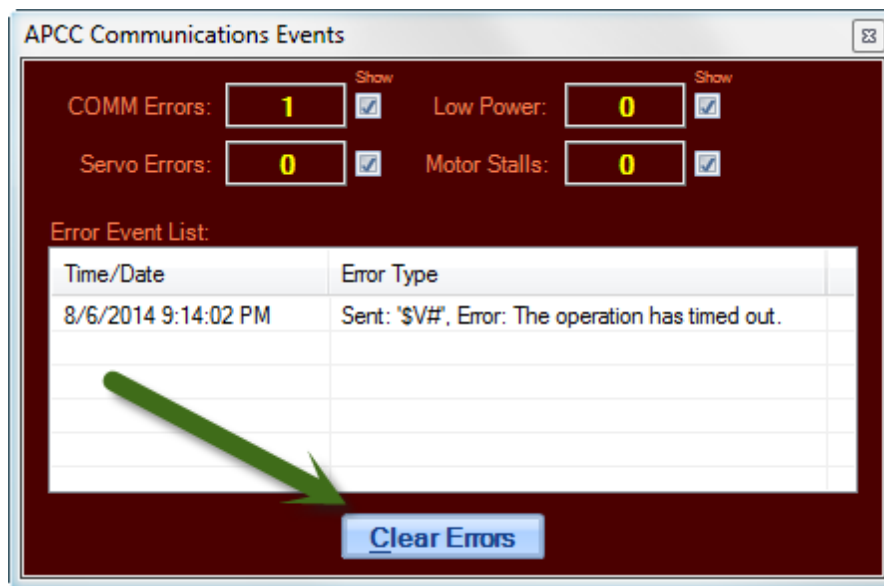 APCC Communications Events
Show Show
COMM Errors: 1 Low Power: 0
Servo Errors: 0 Motor Stalls: 0
Error Event List:
Time/Date Error Type
8/6/2014 9:14:02 PM Sent: '$V#', Error: The operation has timed out.
Clear Errors